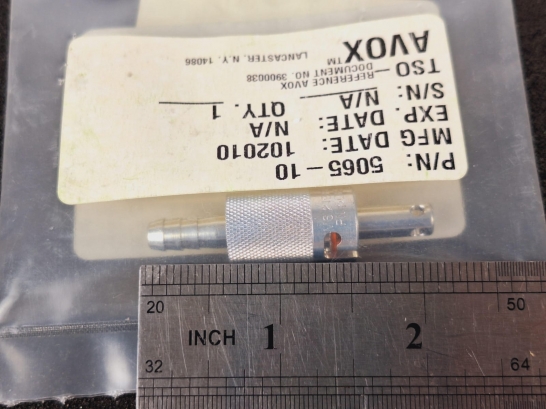 P/N: 5065-10
MFG DATE: 102010
EXP. DATE: N/A
S/N: N/A QTY. 1
TSO-
REFERENCE AVOX
DOCUMENT NO. 3900038
AVOX TM
LANCASTER, N.Y. 14086
20 50
INCH 1 2
32 64